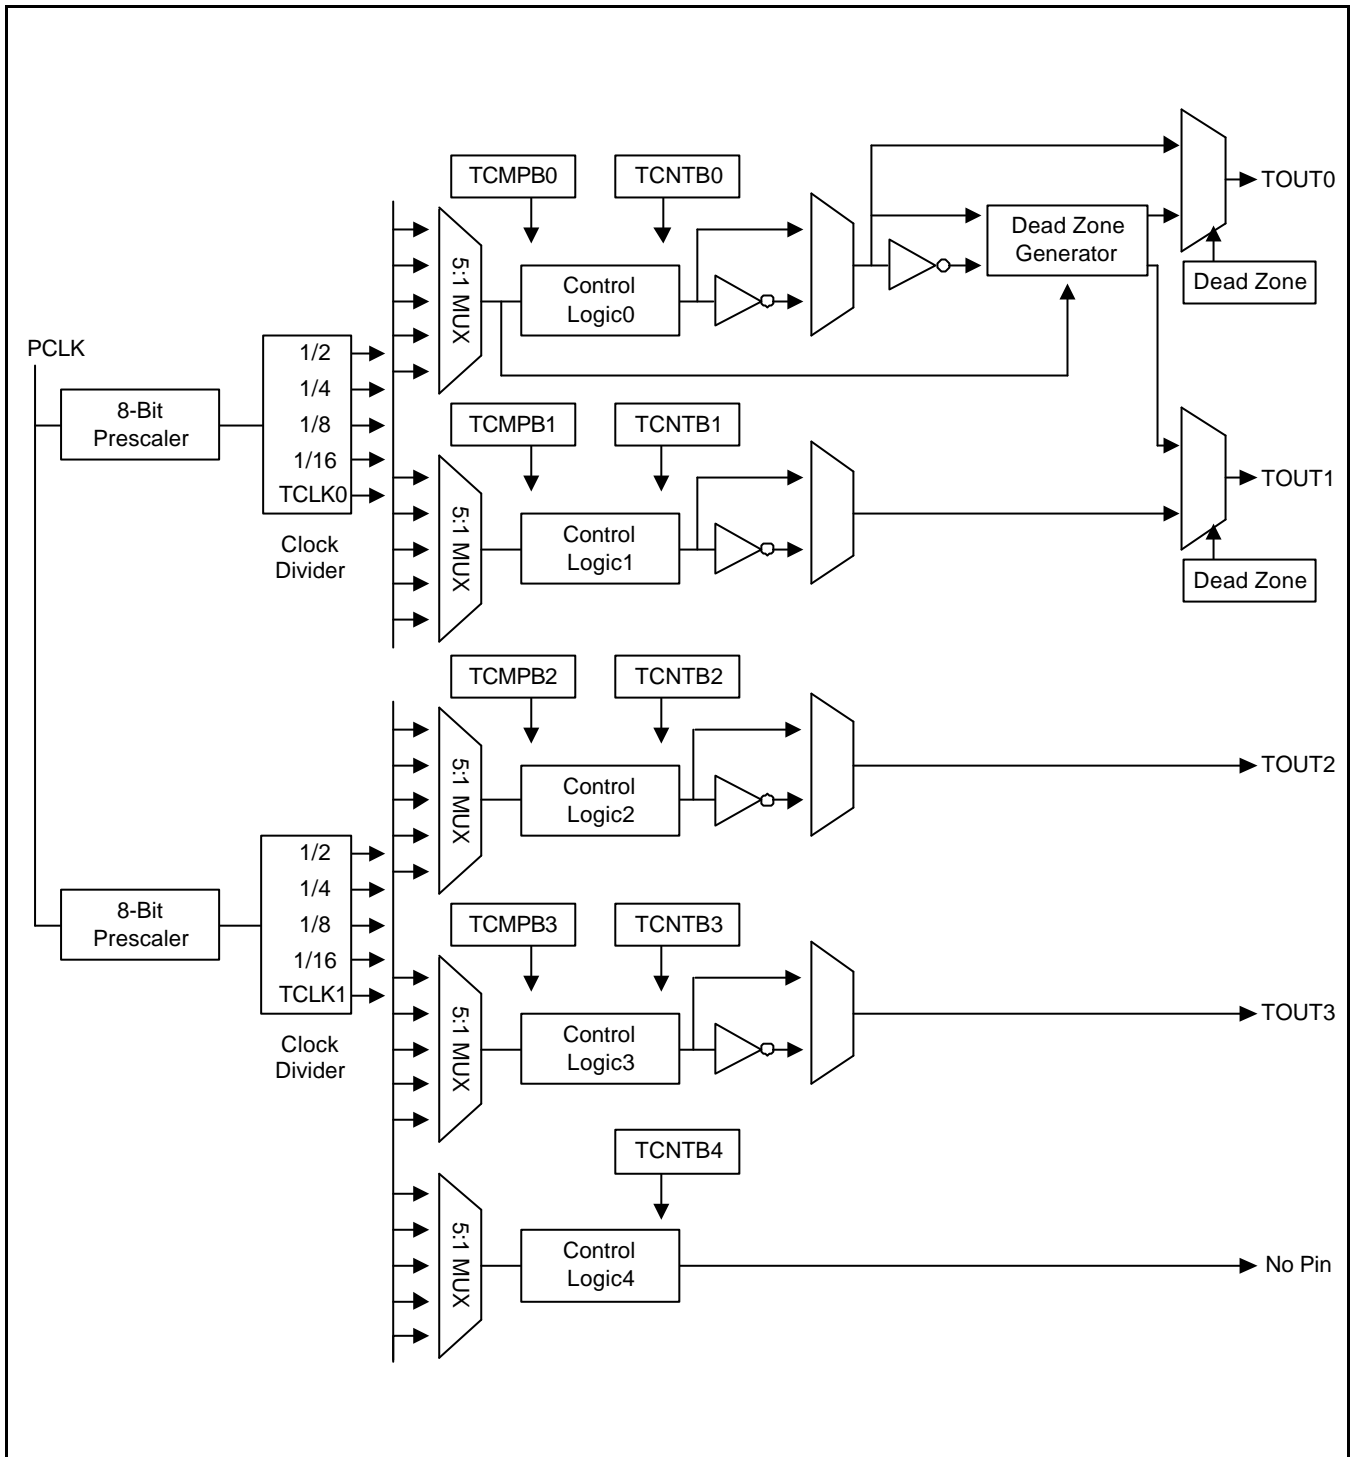 TCMPB0
TCNTB0
TOUT0
5:1 MUX
Control
Logic0
Dead Zone
Generator
Dead Zone
PCLK
8-Bit
Prescaler
1/2
1/4
1/8
1/16
TCLK0
Clock
Divider
TCMPB1
TCNTB1
5:1 MUX
Control
Logic1
TOUT1
Dead Zone
TCMPB2
TCNTB2
5:1 MUX
Control
Logic2
TOUT2
8-Bit
Prescaler
1/2
1/4
1/8
1/16
TCLK1
Clock
Divider
TCMPB3
TCNTB3
5:1 MUX
Control
Logic3
TOUT3
TCNTB4
5:1 MUX
Control
Logic4
No Pin